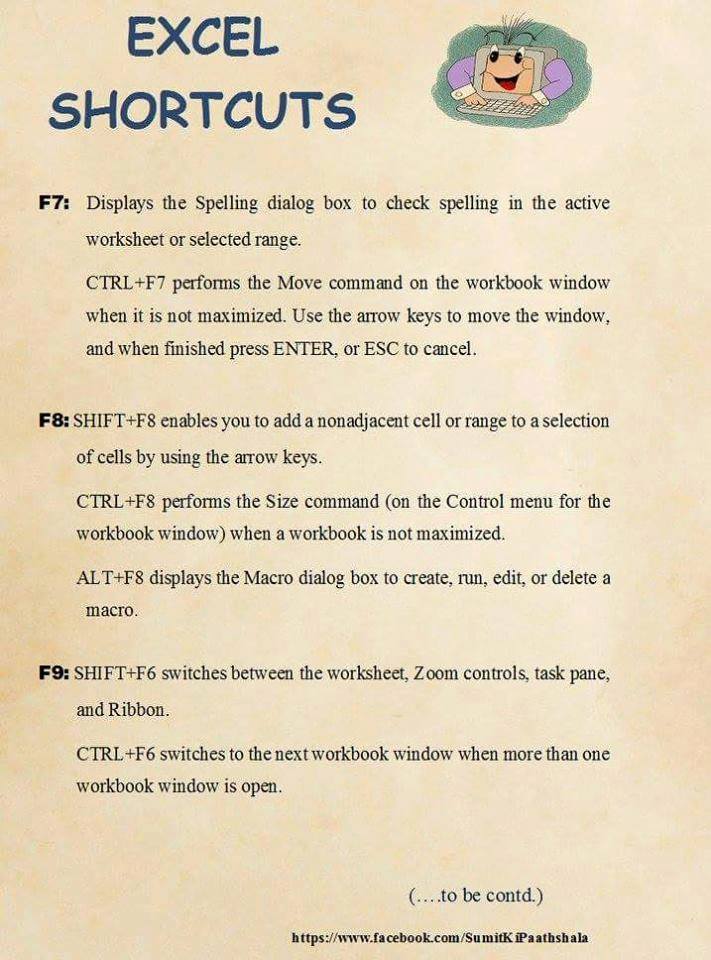 EXCEL
SHORTCUTS
F7: Displays the Spelling dialog box to check spelling in the active
worksheet or selected range.
CTRL+F7 performs the Move command on the workbook window
when it is not maximized. Use the arrow keys to move the window,
and when finished press ENTER, or ESC to cancel.
F8: SHIFT+F8 enables you to add a nonadjacent cell or range to a selection
of cells by using the arrow keys.
CTRL+F8 performs the Size command (on the Control menu for the
workbook window) when a workbook is not maximized.
ALT+F8 displays the Macro dialog box to create, run, edit, or delete a
macro.
F9: SHIFT+F6 switches between the worksheet, Zoom controls, task pane,
and Ribbon.
CTRL+F6 switches to the next workbook window when more than one
workbook window is open.
(....to be contd.)
https://www.facebook.com/SumitKiPaathshala